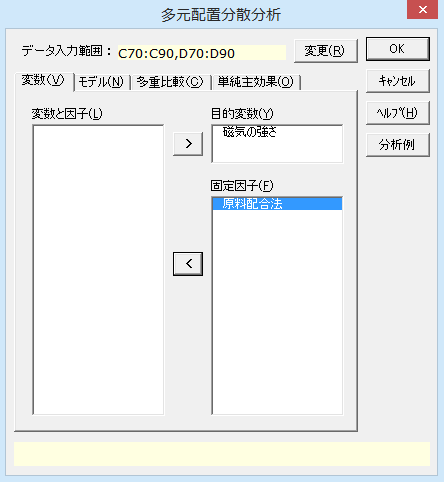 多元配置分散分析
データ入力範囲： C70:C90,D70:D90 変更(R) OK
変数(V) モデル(N) 多重比較(C) 単純主効果(O) ｷｬﾝｾﾙ
変数と因子(L) 目的変数(Y) ﾍﾙﾌﾟ(H)
> 磁気の強さ 分析例
固定因子(F)
原料配合法
<